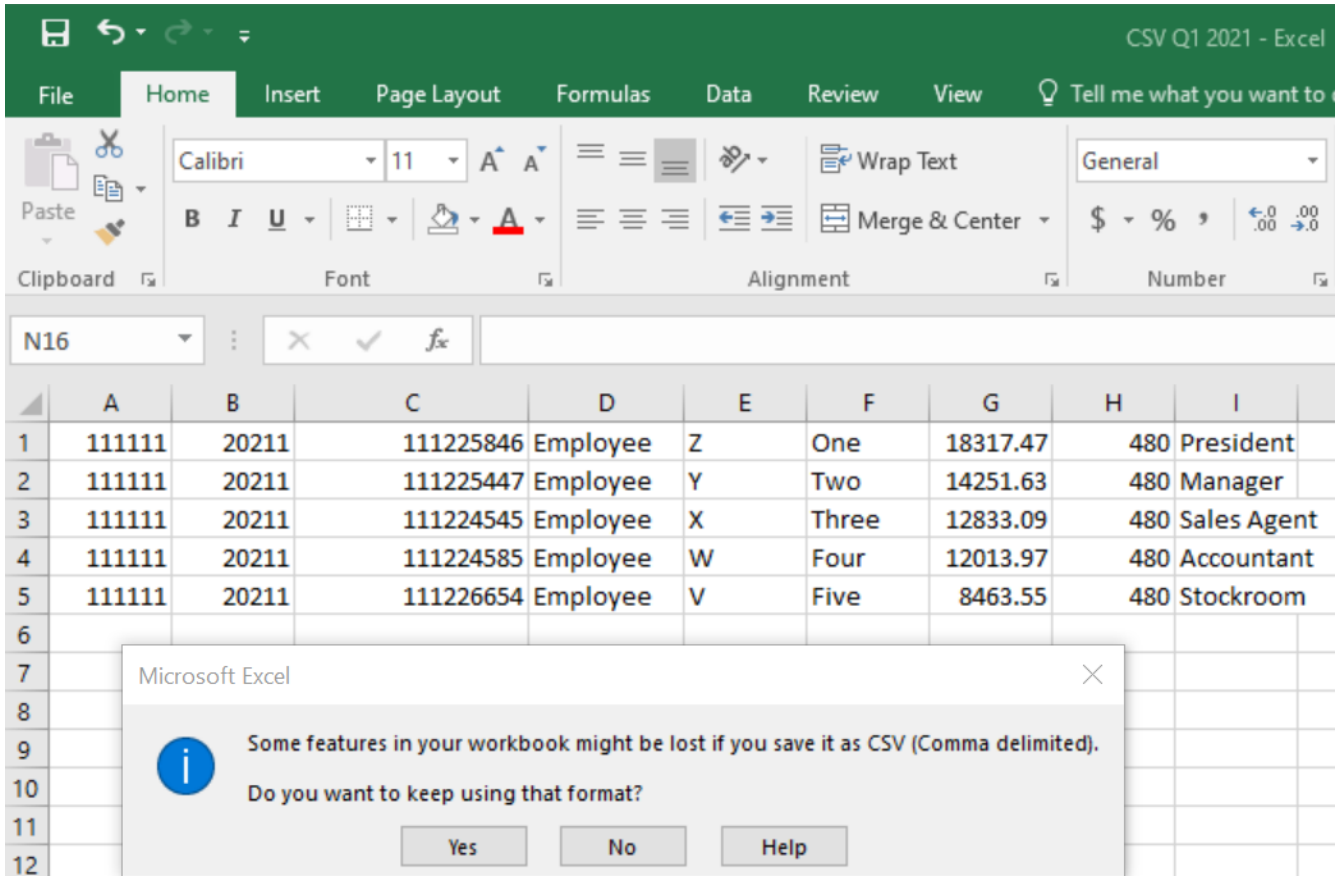 CSV Q1 2021 - Excel
File Home Insert Page Layout Formulas Data Review View Tell me what you want to
Calibri 11 A A Wrap Text General
Paste B I U A Merge & Center $ % , .0 .00 .00 .0
Clipboard Font Alignment Number
N16 fx
A B C D E F G H I
1 111111 20211 111225846 Employee Z One 18317.47 480 President
2 111111 20211 111225447 Employee Y Two 14251.63 480 Manager
3 111111 20211 111224545 Employee X Three 12833.09 480 Sales Agent
4 111111 20211 111224585 Employee W Four 12013.97 480 Accountant
5 111111 20211 111226654 Employee V Five 8463.55 480 Stockroom
6
7 Microsoft Excel
8
9 Some features in your workbook might be lost if you save it as CSV (Comma delimited).
10 Do you want to keep using that format?
11
12 Yes No Help